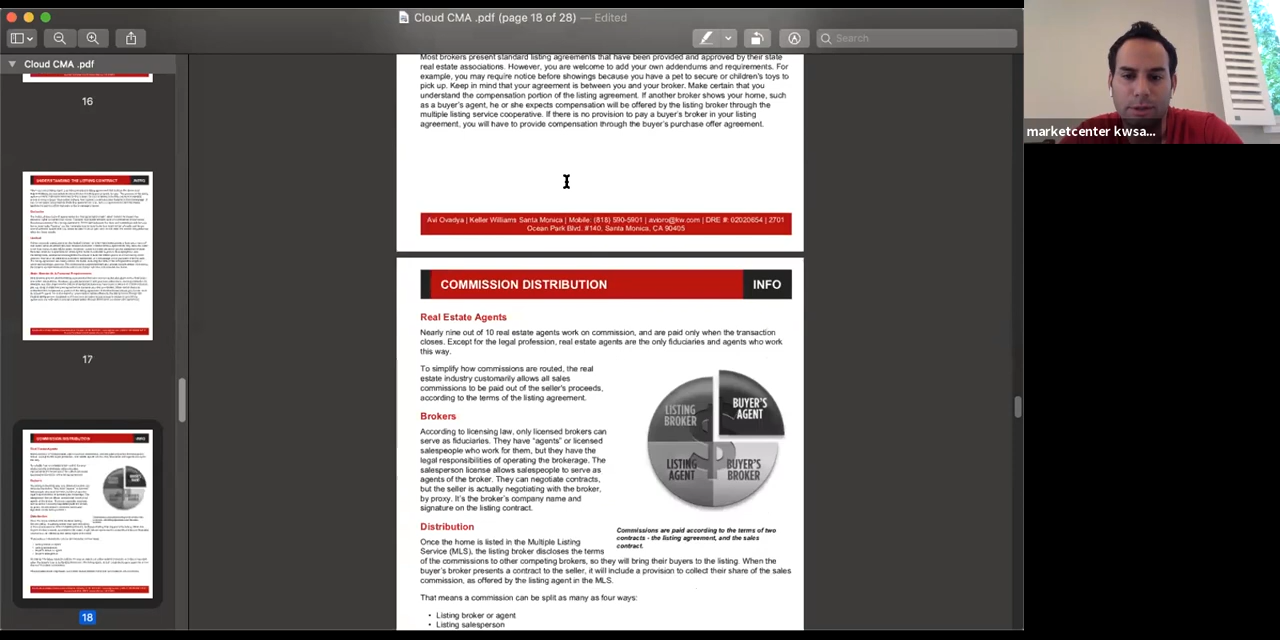 Cloud CMA .pdf (page 18 of 28) — Edited
Search
Cloud CMA .pdf
16
17
18
UNDERSTANDING THE LISTING CONTRACT INFO
COMMISSION DISTRIBUTION INFO
Most brokers present standard listing agreements that have been provided and approved by their state
real estate associations. However, you are welcome to add your own addendums and requirements. For
example, you may require notice before showings because you have a pet to secure or children's toys to
pick up. Keep in mind that your agreement is between you and your broker. Make certain that you
understand the compensation portion of the listing agreement. If another broker shows your home, such
as a buyer's agent, he or she expects compensation will be offered by the listing broker through the
multiple listing service cooperative. If there is no provision to pay a buyer's broker in your listing
agreement, you will have to provide compensation through the buyer's purchase offer agreement.
Avi Ovadya | Keller Williams Santa Monica | Mobile: (818) 590-5901 | avioro@kw.com | DRE #: 02020654 | 2701
Ocean Park Blvd. #140, Santa Monica, CA 90405
COMMISSION DISTRIBUTION INFO
Real Estate Agents
Nearly nine out of 10 real estate agents work on commission, and are paid only when the transaction
closes. Except for the legal profession, real estate agents are the only fiduciaries and agents who work
this way.
To simplify how commissions are routed, the real
estate industry customarily allows all sales
commissions to be paid out of the seller's proceeds,
according to the terms of the listing agreement.
Brokers
According to licensing law, only licensed brokers can
serve as fiduciaries. They have "agents" or licensed
salespeople who work for them, but they have the
legal responsibilities of operating the brokerage. The
salesperson license allows salespeople to serve as
agents of the broker. They can negotiate contracts,
but the seller is actually negotiating with the broker,
by proxy. It's the broker's company name and
signature on the listing contract.
LISTING
BROKER
BUYER'S
AGENT
LISTING
AGENT
BUYER'S
BROKER
$
Commissions are paid according to the terms of two
contracts - the listing agreement, and the sales
contract.
Distribution
Once the home is listed in the Multiple Listing
Service (MLS), the listing broker discloses the terms
of the commissions to other competing brokers, so they will bring their buyers to the listing. When the
buyer's broker presents a contract to the seller, it will include a provision to collect their share of the sales
commission, as offered by the listing agent in the MLS.
That means a commission can be split as many as four ways:
• Listing broker or agent
• Listing salesperson
marketcenter kwsa...